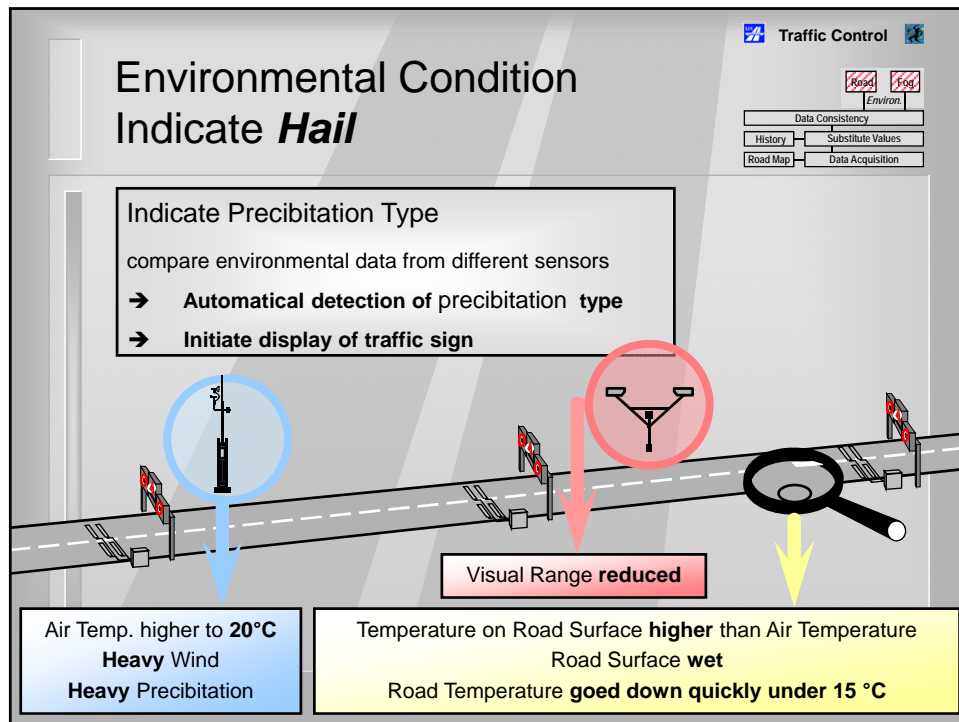 Traffic Control
Environmental Condition
Indicate Hail
Road Fog
Environ.
Data Consistency
History Substitute Values
Road Map Data Acquisition
Indicate Precibitation Type
compare environmental data from different sensors
➔ Automatical detection of precibitation type
➔ Initiate display of traffic sign
Visual Range reduced
Air Temp. higher to 20°C
Heavy Wind
Heavy Precibitation
Temperature on Road Surface higher than Air Temperature
Road Surface wet
Road Temperature goed down quickly under 15 °C